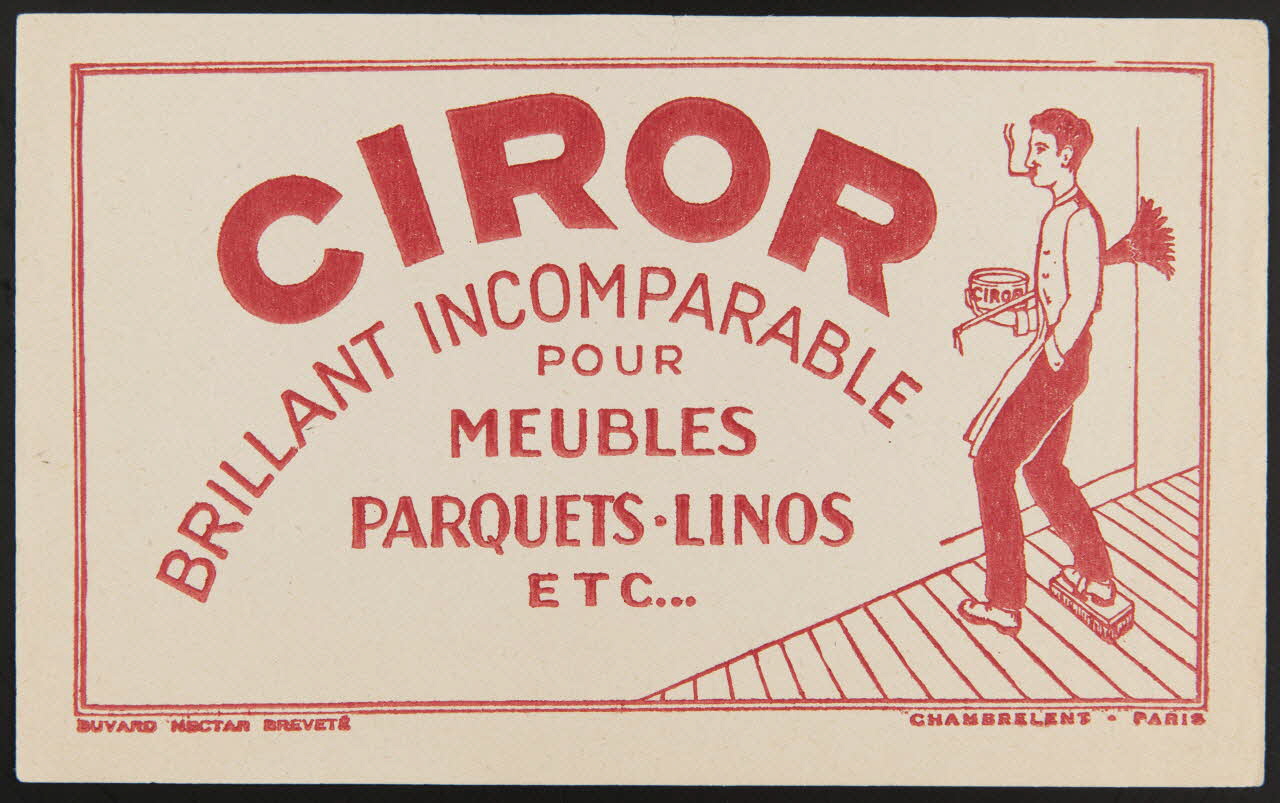 CIROR
BRILLANT INCOMPARABLE
POUR
MEUBLES
PARQUETS·LINOS
ETC...
CIROR
BUVARD NECTAR BREVETÉ
CHAMBRELENT · PARIS